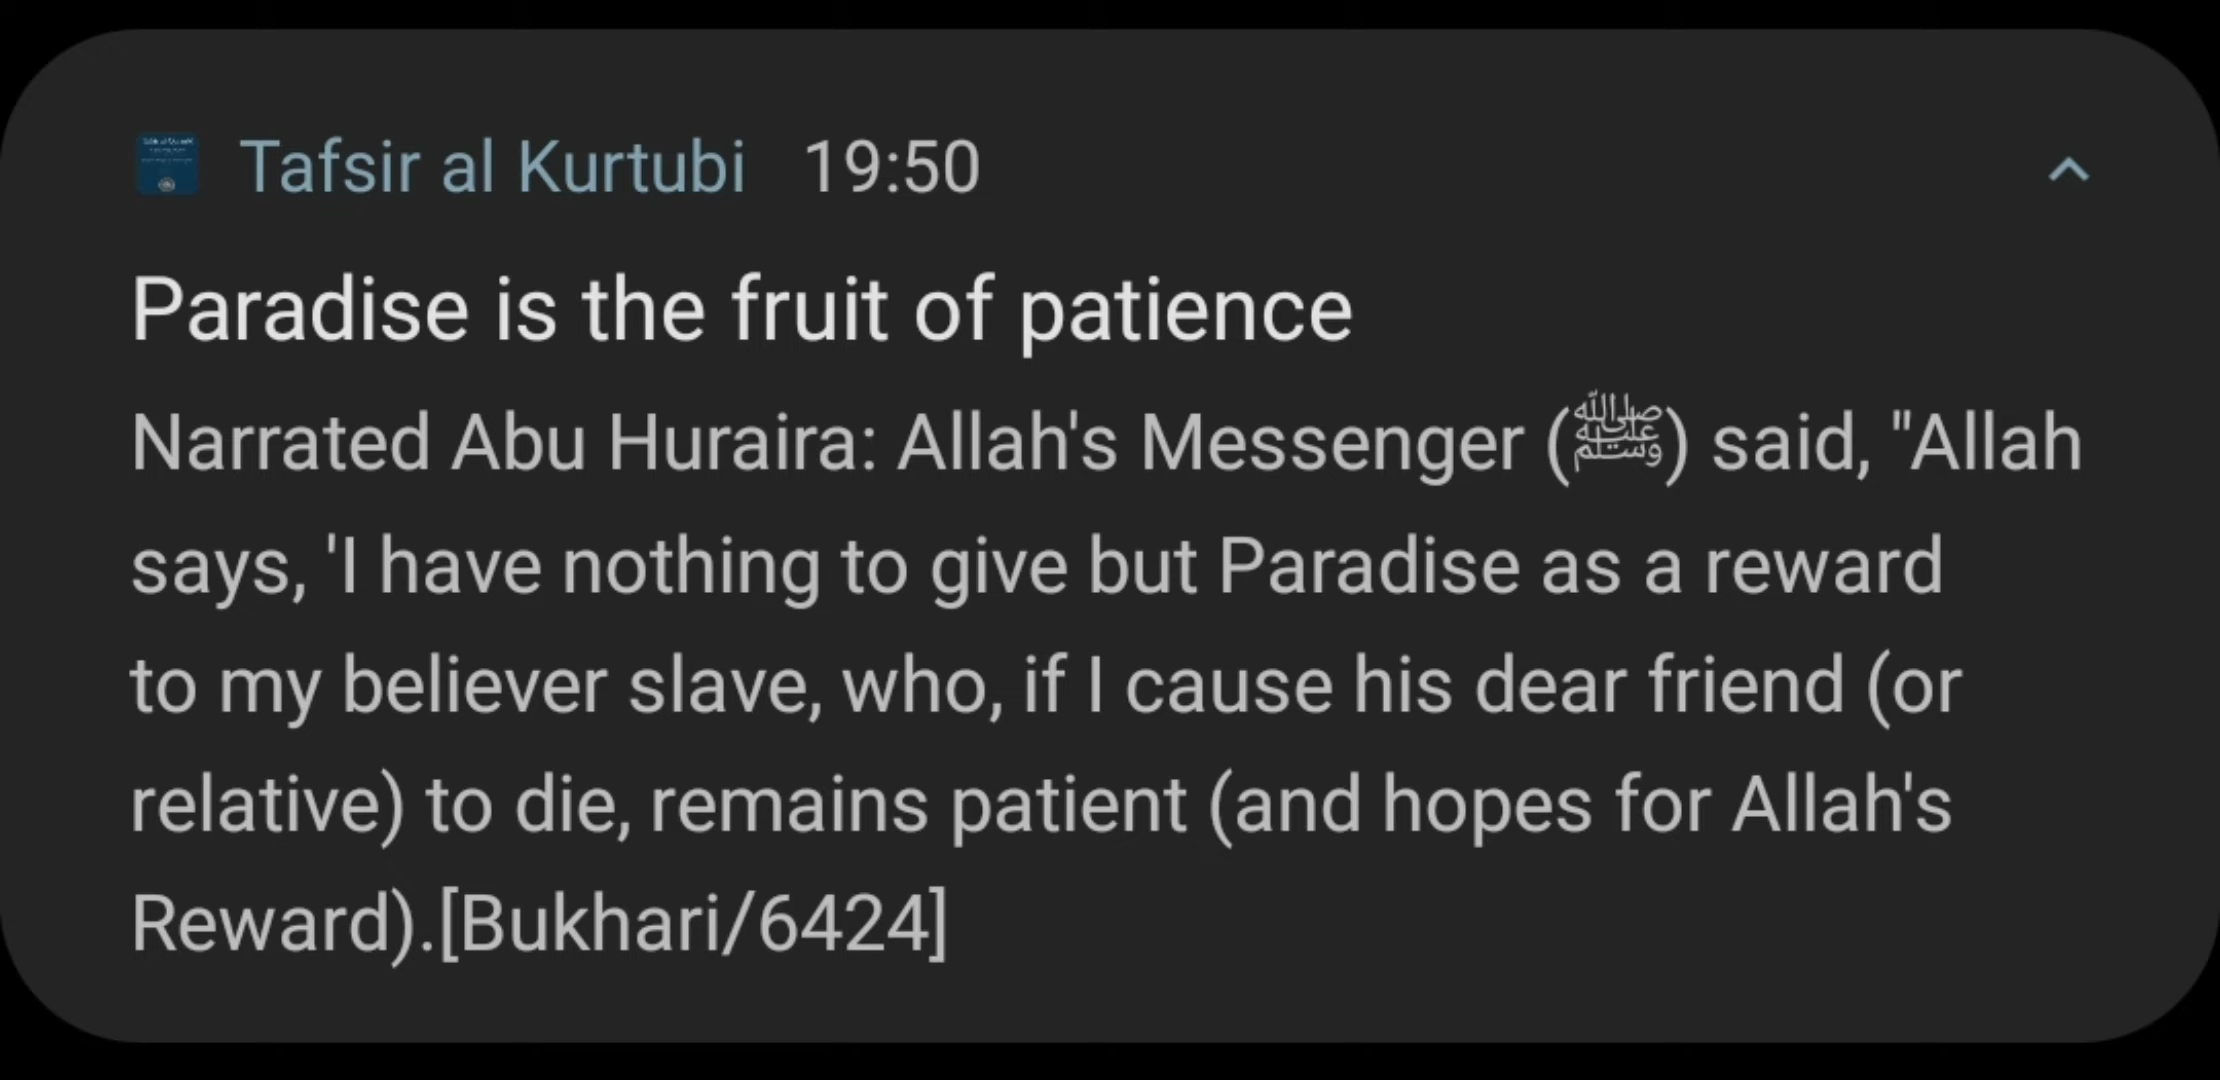 Tafsir al Kurtubi 19:50
Paradise is the fruit of patience
Narrated Abu Huraira: Allah's Messenger (ﷺ) said, "Allah
says, 'I have nothing to give but Paradise as a reward
to my believer slave, who, if I cause his dear friend (or
relative) to die, remains patient (and hopes for Allah's
Reward).[Bukhari/6424]